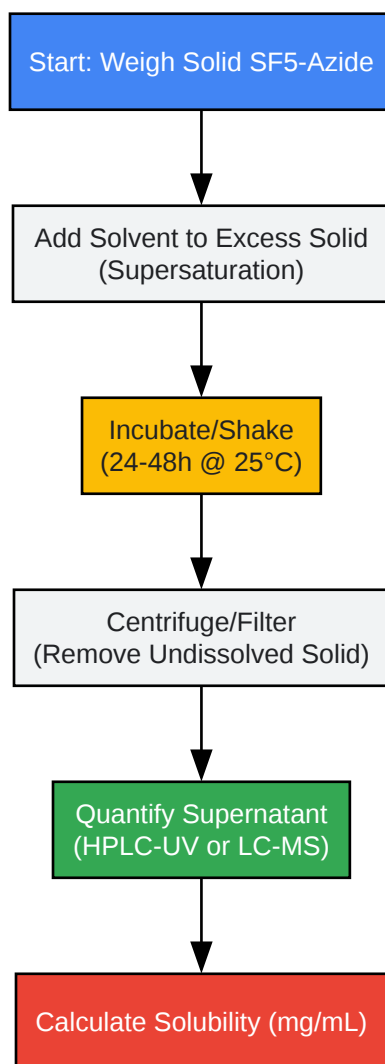 Start: Weigh Solid SF5-Azide
Add Solvent to Excess Solid
(Supersaturation)
Incubate/Shake
(24-48h @ 25°C)
Centrifuge/Filter
(Remove Undissolved Solid)
Quantify Supernatant
(HPLC-UV or LC-MS)
Calculate Solubility (mg/mL)